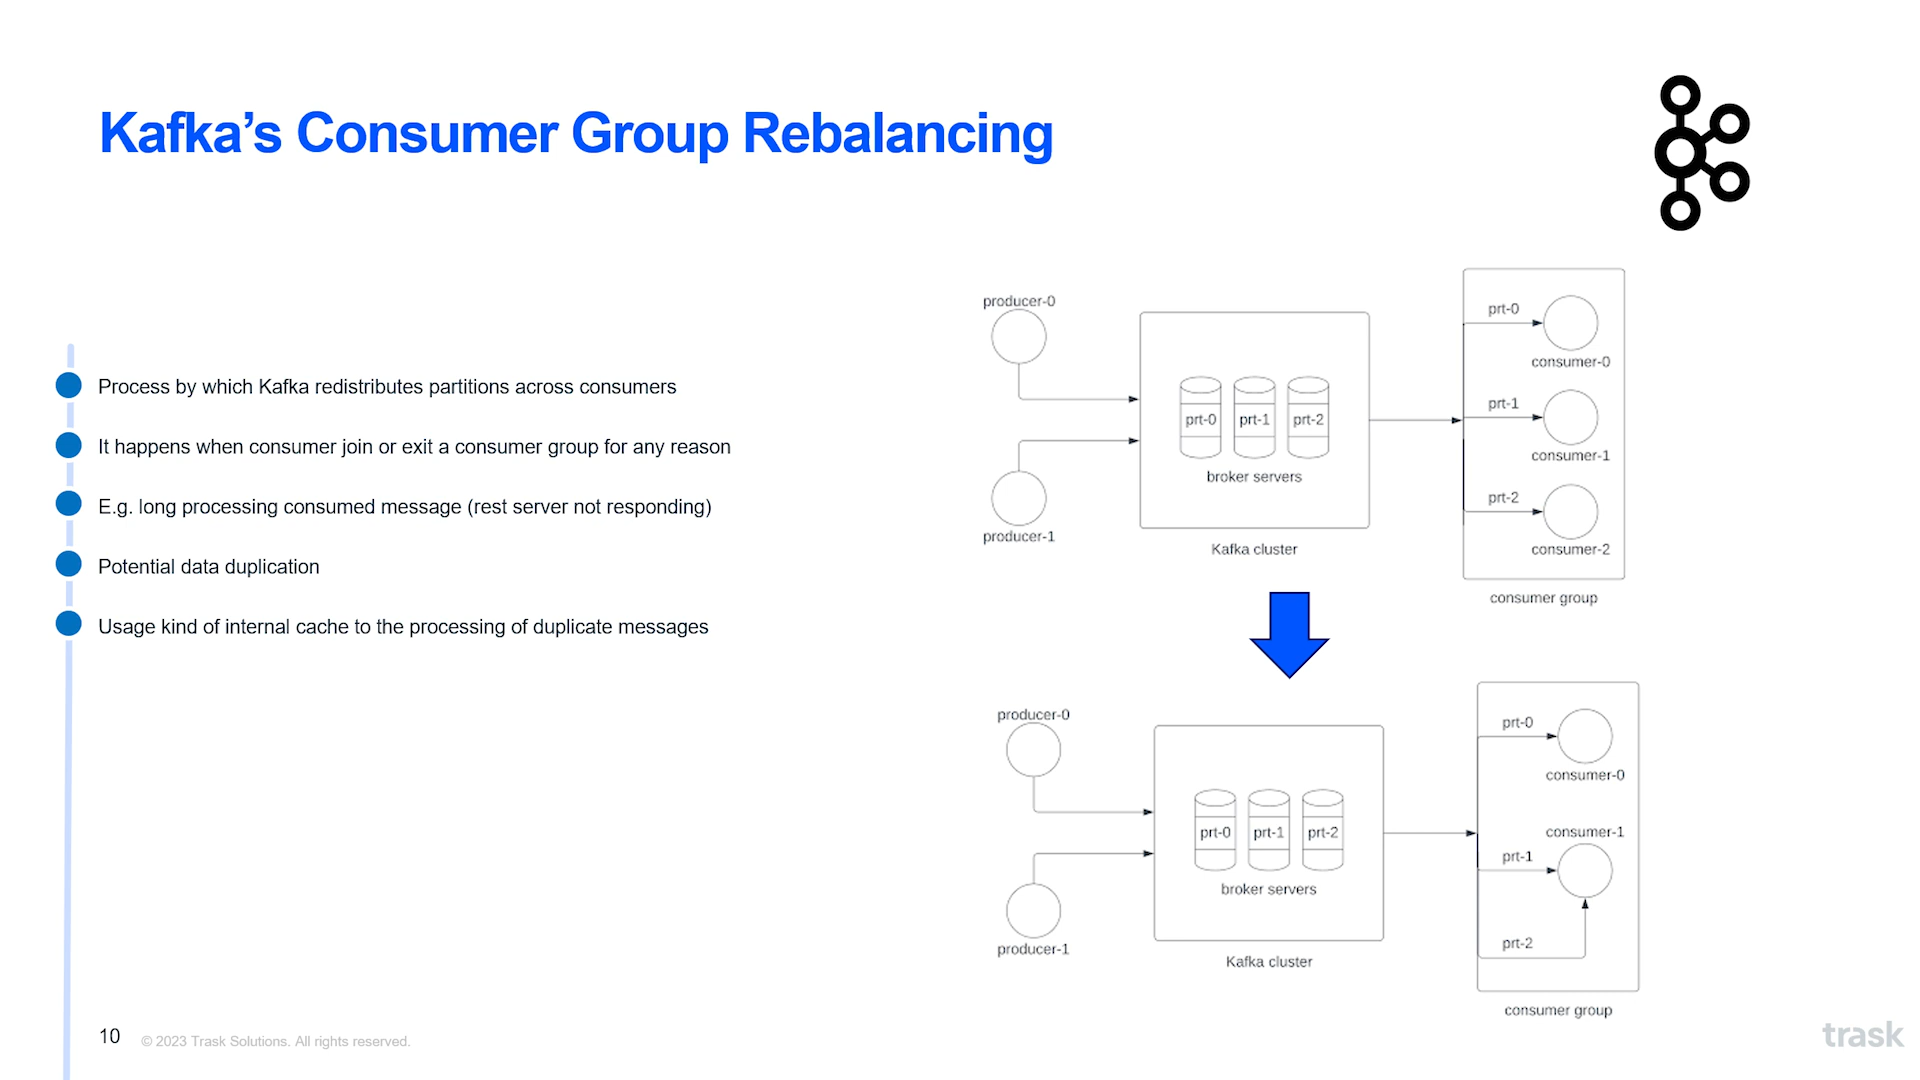 Kafka’s Consumer Group Rebalancing
Process by which Kafka redistributes partitions across consumers
It happens when consumer join or exit a consumer group for any reason
E.g. long processing consumed message (rest server not responding)
Potential data duplication
Usage kind of internal cache to the processing of duplicate messages
producer-0
producer-1
prt-0 prt-1 prt-2
broker servers
Kafka cluster
prt-0
consumer-0
prt-1
consumer-1
prt-2
consumer-2
consumer group
producer-0
producer-1
prt-0 prt-1 prt-2
broker servers
Kafka cluster
prt-0
consumer-0
consumer-1
prt-1
prt-2
consumer group
10 © 2023 Trask Solutions. All rights reserved.
trask